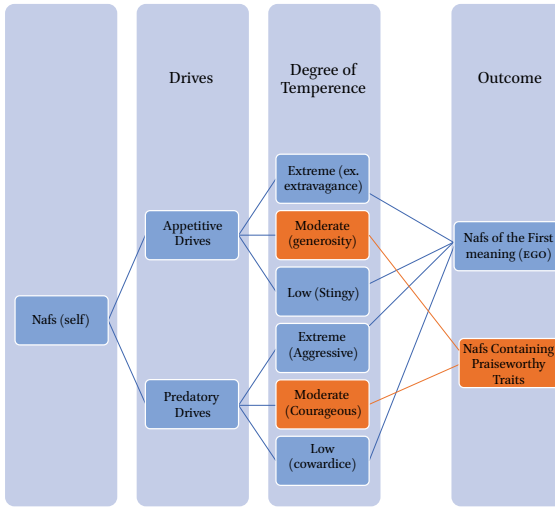 Drives
Degree of
Temperence
Outcome
Extreme (ex.
extravagance)
Appetitive
Drives
Moderate
(generosity)
Nafs of the First
meaning (EGO)
Low (Stingy)
Nafs (self)
Extreme
(Aggressive)
Nafs Containing
Praiseworthy
Traits
Predatory
Drives
Moderate
(Courageous)
Low
(cowardice)